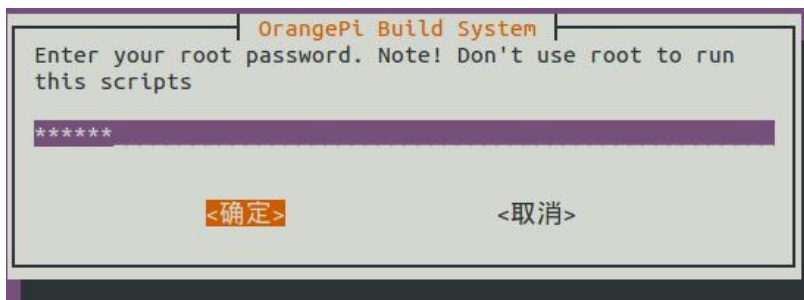 OrangePi Build System
Enter your root password. Note! Don't use root to run
this scripts
******
<确定> <取消>